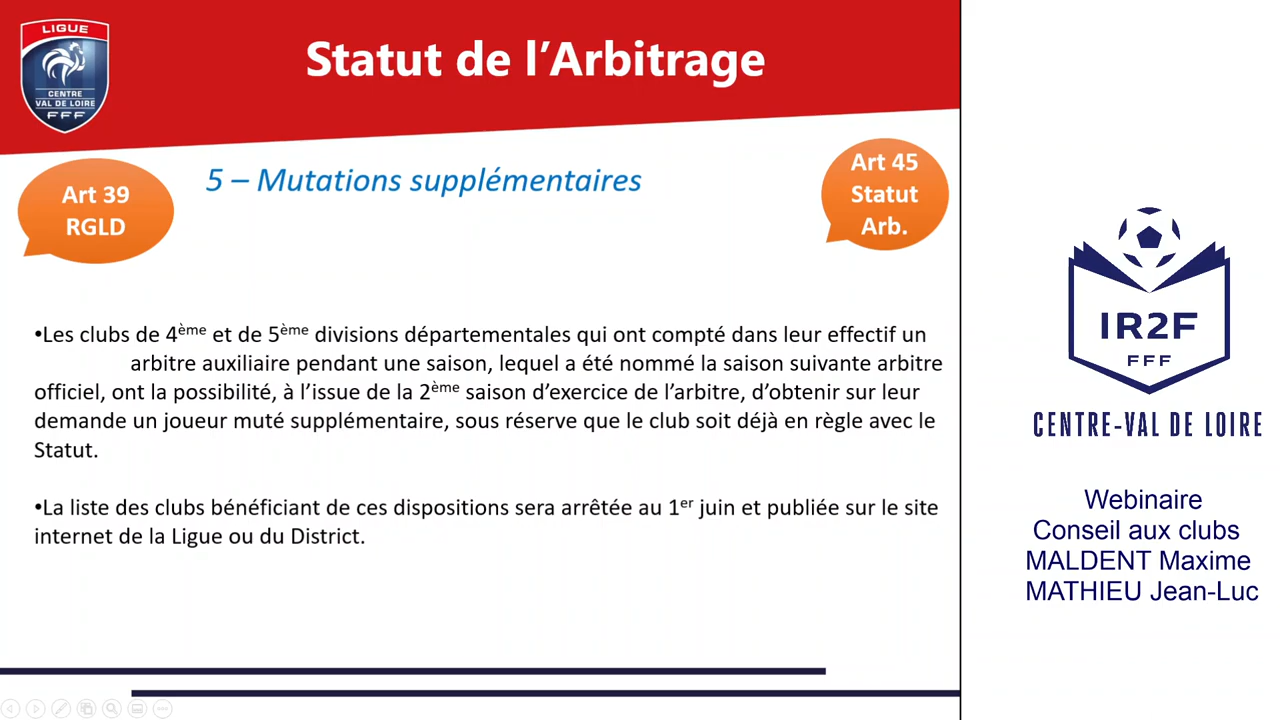 LIGUE
CENTRE
VAL DE LOIRE
FFF
Statut de l’Arbitrage
Art 39
RGLD
5 – Mutations supplémentaires
Art 45
Statut
Arb.
•Les clubs de 4ème et de 5ème divisions départementales qui ont compté dans leur effectif un
arbitre auxiliaire pendant une saison, lequel a été nommé la saison suivante arbitre
officiel, ont la possibilité, à l’issue de la 2ème saison d’exercice de l’arbitre, d’obtenir sur leur
demande un joueur muté supplémentaire, sous réserve que le club soit déjà en règle avec le
Statut.
•La liste des clubs bénéficiant de ces dispositions sera arrêtée au 1er juin et publiée sur le site
internet de la Ligue ou du District.
IR2F
FFF
CENTRE-VAL DE LOIRE
Webinaire
Conseil aux clubs
MALDENT Maxime
MATHIEU Jean-Luc